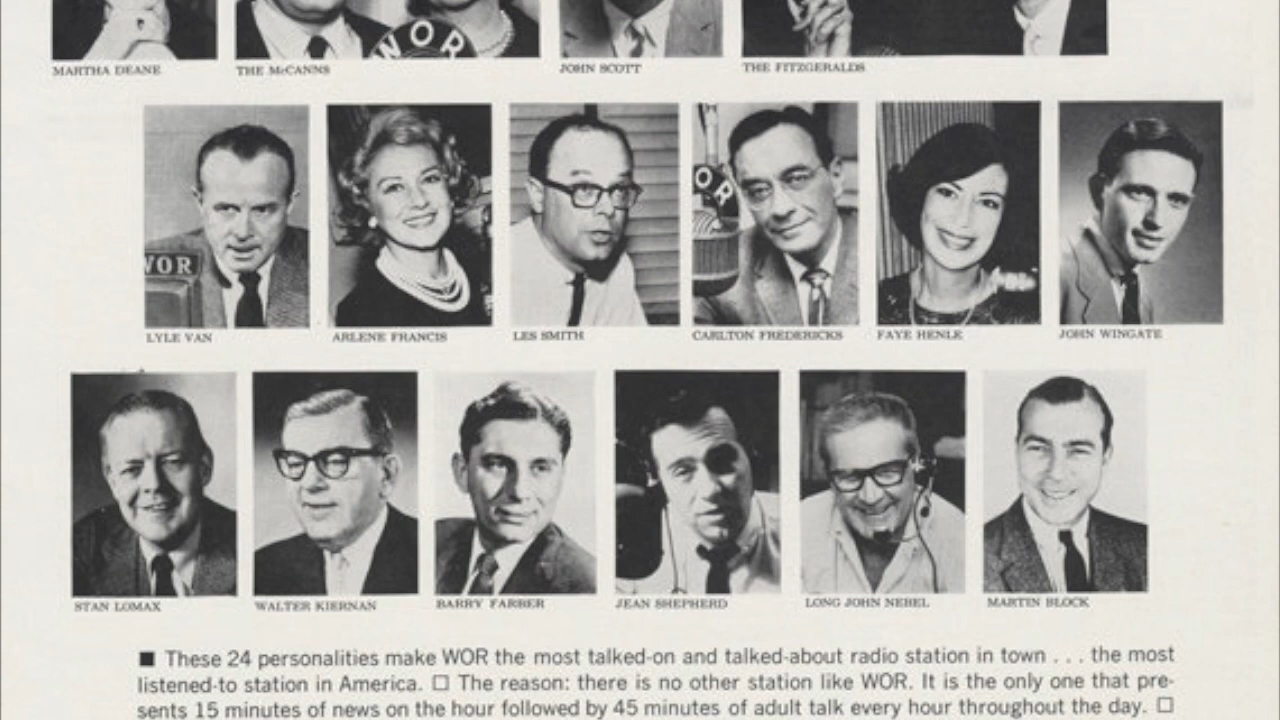 WOR
MARTHA DEANE
THE McCANNS
JOHN SCOTT
THE FITZGERALDS
WOR
OR
LYLE VAN
ARLENE FRANCIS
LES SMITH
CARLTON FREDERICKS
FAYE HENLE
JOHN WINGATE
STAN LOMAX
WALTER KIERNAN
BARRY FARBER
JEAN SHEPHERD
LONG JOHN NEBEL
MARTIN BLOCK
■ These 24 personalities make WOR the most talked-on and talked-about radio station in town . . . the most
listened-to station in America. □ The reason: there is no other station like WOR. It is the only one that pre-
sents 15 minutes of news on the hour followed by 45 minutes of adult talk every hour throughout the day. □